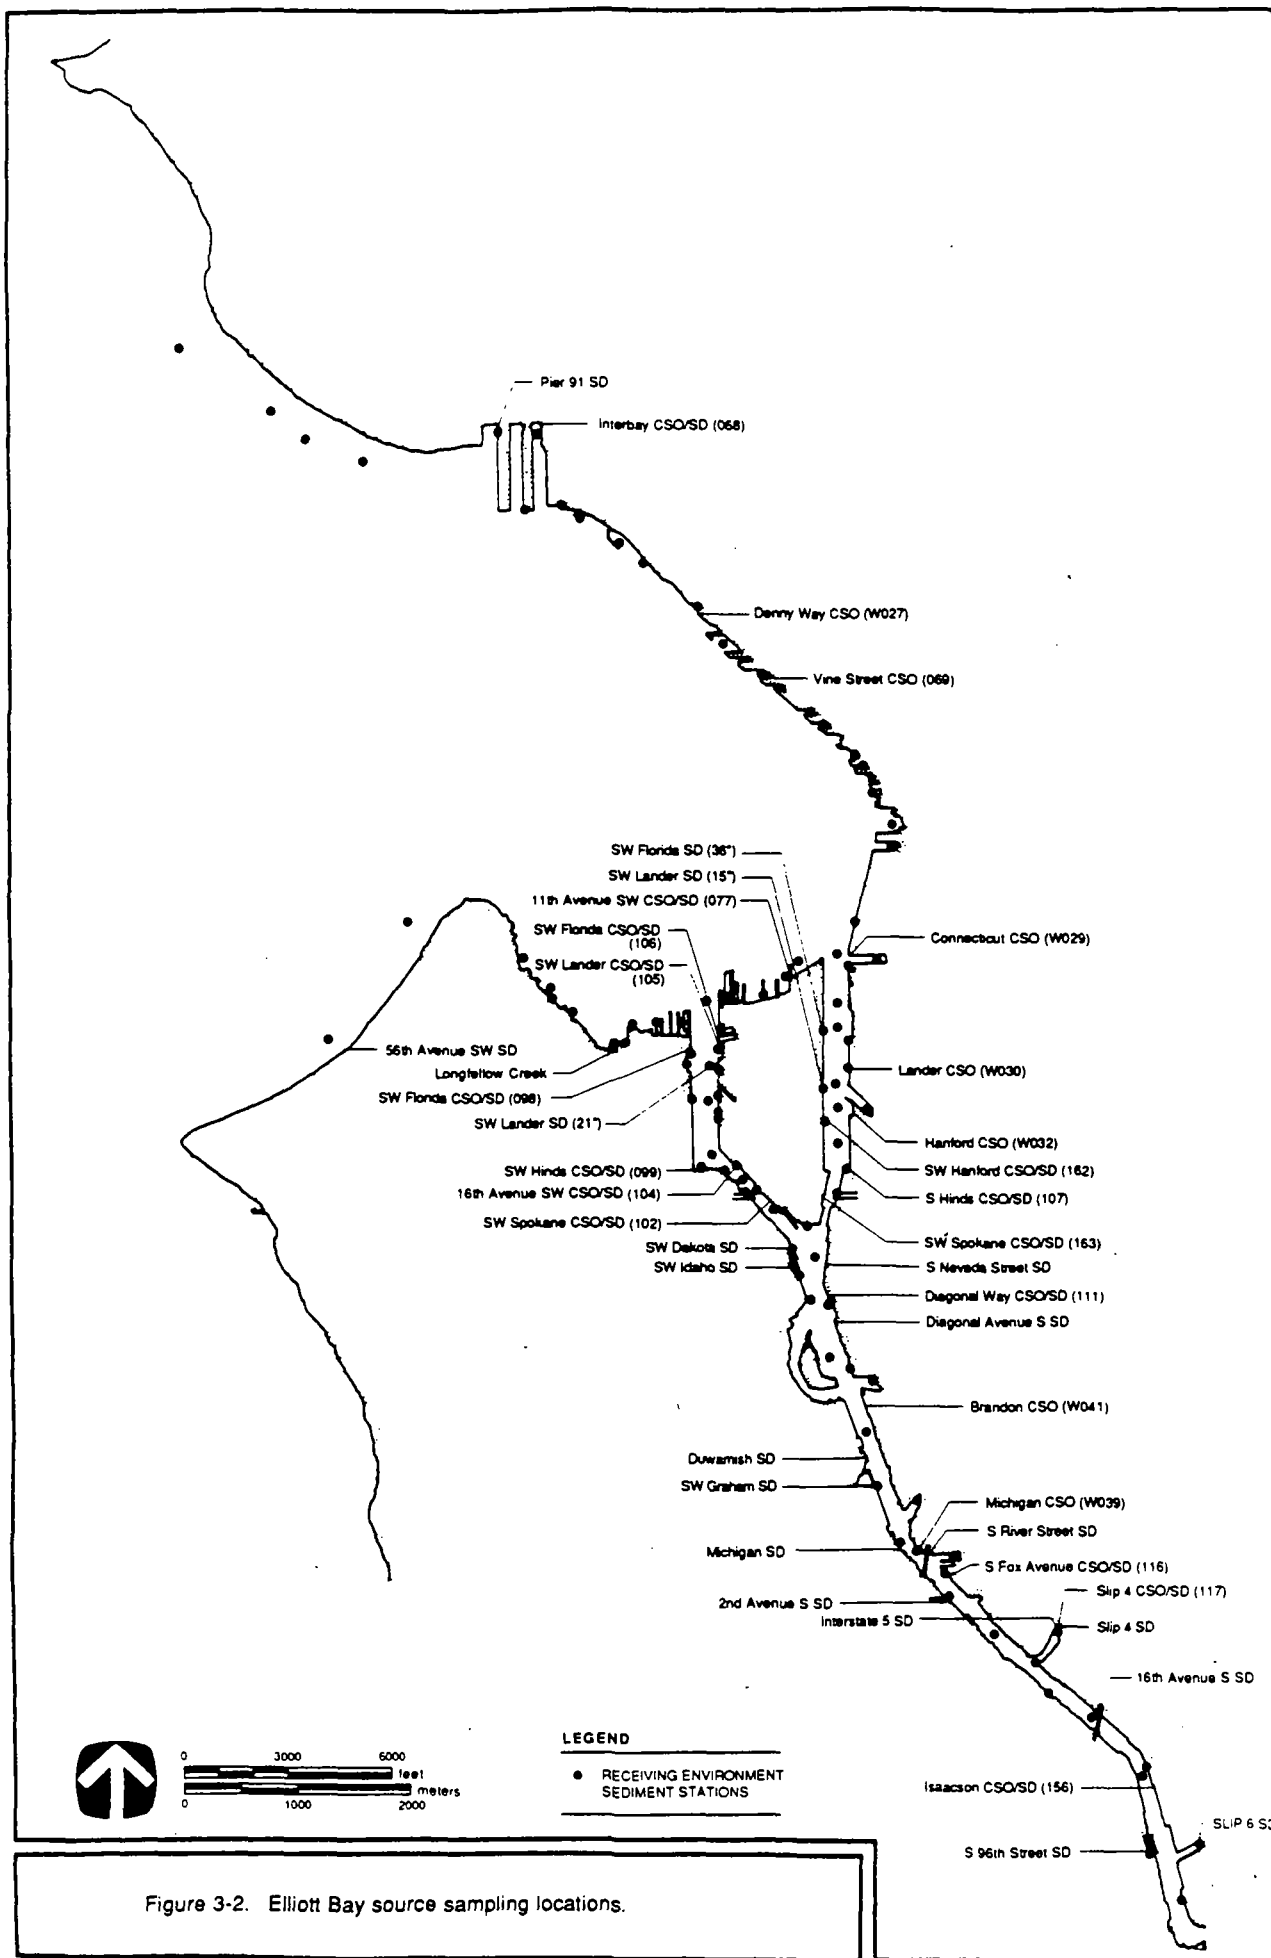 Pier 91 SD
Interbay CSO/SD (068)
Denny Way CSO (W027)
Vine Street CSO (069)
SW Florida SD (36")
SW Lander SD (15")
11th Avenue SW CSO/SD (077)
SW Florida CSO/SD
(106)
SW Lander CSO/SD
(105)
Connecticut CSO (W029)
56th Avenue SW SD
Longfellow Creek
SW Florida CSO/SD (098)
SW Lander SD (21")
Lander CSO (W030)
Hanford CSO (W032)
SW Hinds CSO/SD (099)
SW Hanford CSO/SD (162)
16th Avenue SW CSO/SD (104)
S Hinds CSO/SD (107)
SW Spokane CSO/SD (102)
SW Spokane CSO/SD (163)
SW Dakota SD
SW Idaho SD
S Nevada Street SD
Diagonal Way CSO/SD (111)
Diagonal Avenue S SD
Brandon CSO (W041)
Duwamish SD
SW Graham SD
Michigan CSO (W039)
S River Street SD
Michigan SD
S Fox Avenue CSO/SD (116)
Slip 4 CSO/SD (117)
2nd Avenue S SD
Interstate 5 SD
Slip 4 SD
16th Avenue S SD
LEGEND
RECEIVING ENVIRONMENT
SEDIMENT STATIONS
0 3000 6000
feet
meters
0 1000 2000
Isaacson CSO/SD (156)
SLIP 6 SD
S 96th Street SD
Figure 3-2. Elliott Bay source sampling locations.